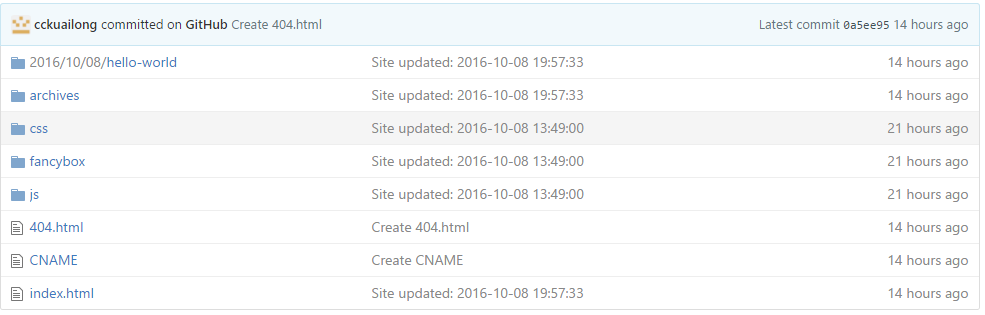 cckuailong committed on GitHub Create 404.html Latest commit 0a5ee95 14 hours ago
2016/10/08/hello-world Site updated: 2016-10-08 19:57:33 14 hours ago
archives Site updated: 2016-10-08 19:57:33 14 hours ago
css Site updated: 2016-10-08 13:49:00 21 hours ago
fancybox Site updated: 2016-10-08 13:49:00 21 hours ago
js Site updated: 2016-10-08 13:49:00 21 hours ago
404.html Create 404.html 14 hours ago
CNAME Create CNAME 14 hours ago
index.html Site updated: 2016-10-08 19:57:33 14 hours ago